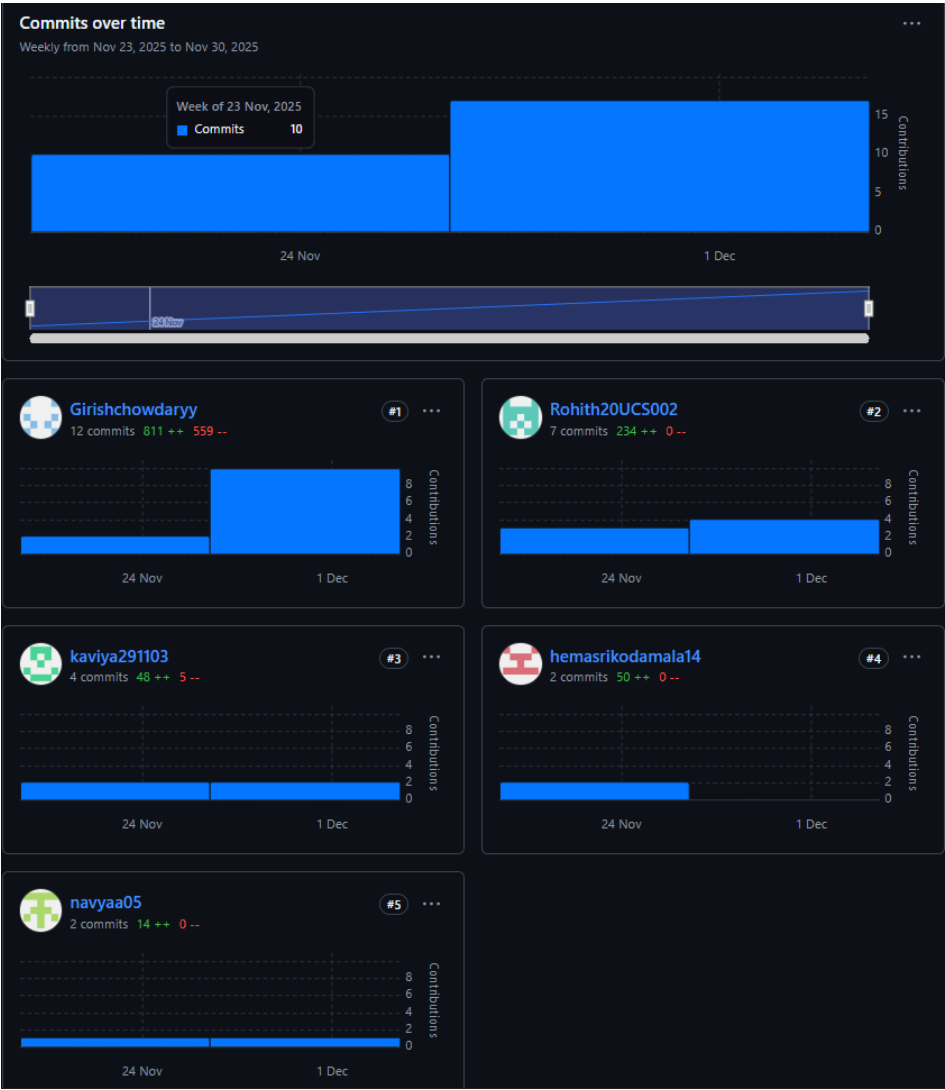 Commits over time
Weekly from Nov 23, 2025 to Nov 30, 2025
Week of 23 Nov, 2025
Commits 10
15
10
5
0
Contributions
24 Nov 1 Dec
24 Nov
Girishchowdaryy #1
12 commits 811 ++ 559 --
8
6
4
2
0
Contributions
24 Nov 1 Dec
Rohith20UCS002 #2
7 commits 234 ++ 0 --
8
6
4
2
0
Contributions
24 Nov 1 Dec
kaviya291103 #3
4 commits 48 ++ 5 --
8
6
4
2
0
Contributions
24 Nov 1 Dec
hemasrikodamala14 #4
2 commits 50 ++ 0 --
8
6
4
2
0
Contributions
24 Nov 1 Dec
navyaa05 #5
2 commits 14 ++ 0 --
8
6
4
2
0
Contributions
24 Nov 1 Dec